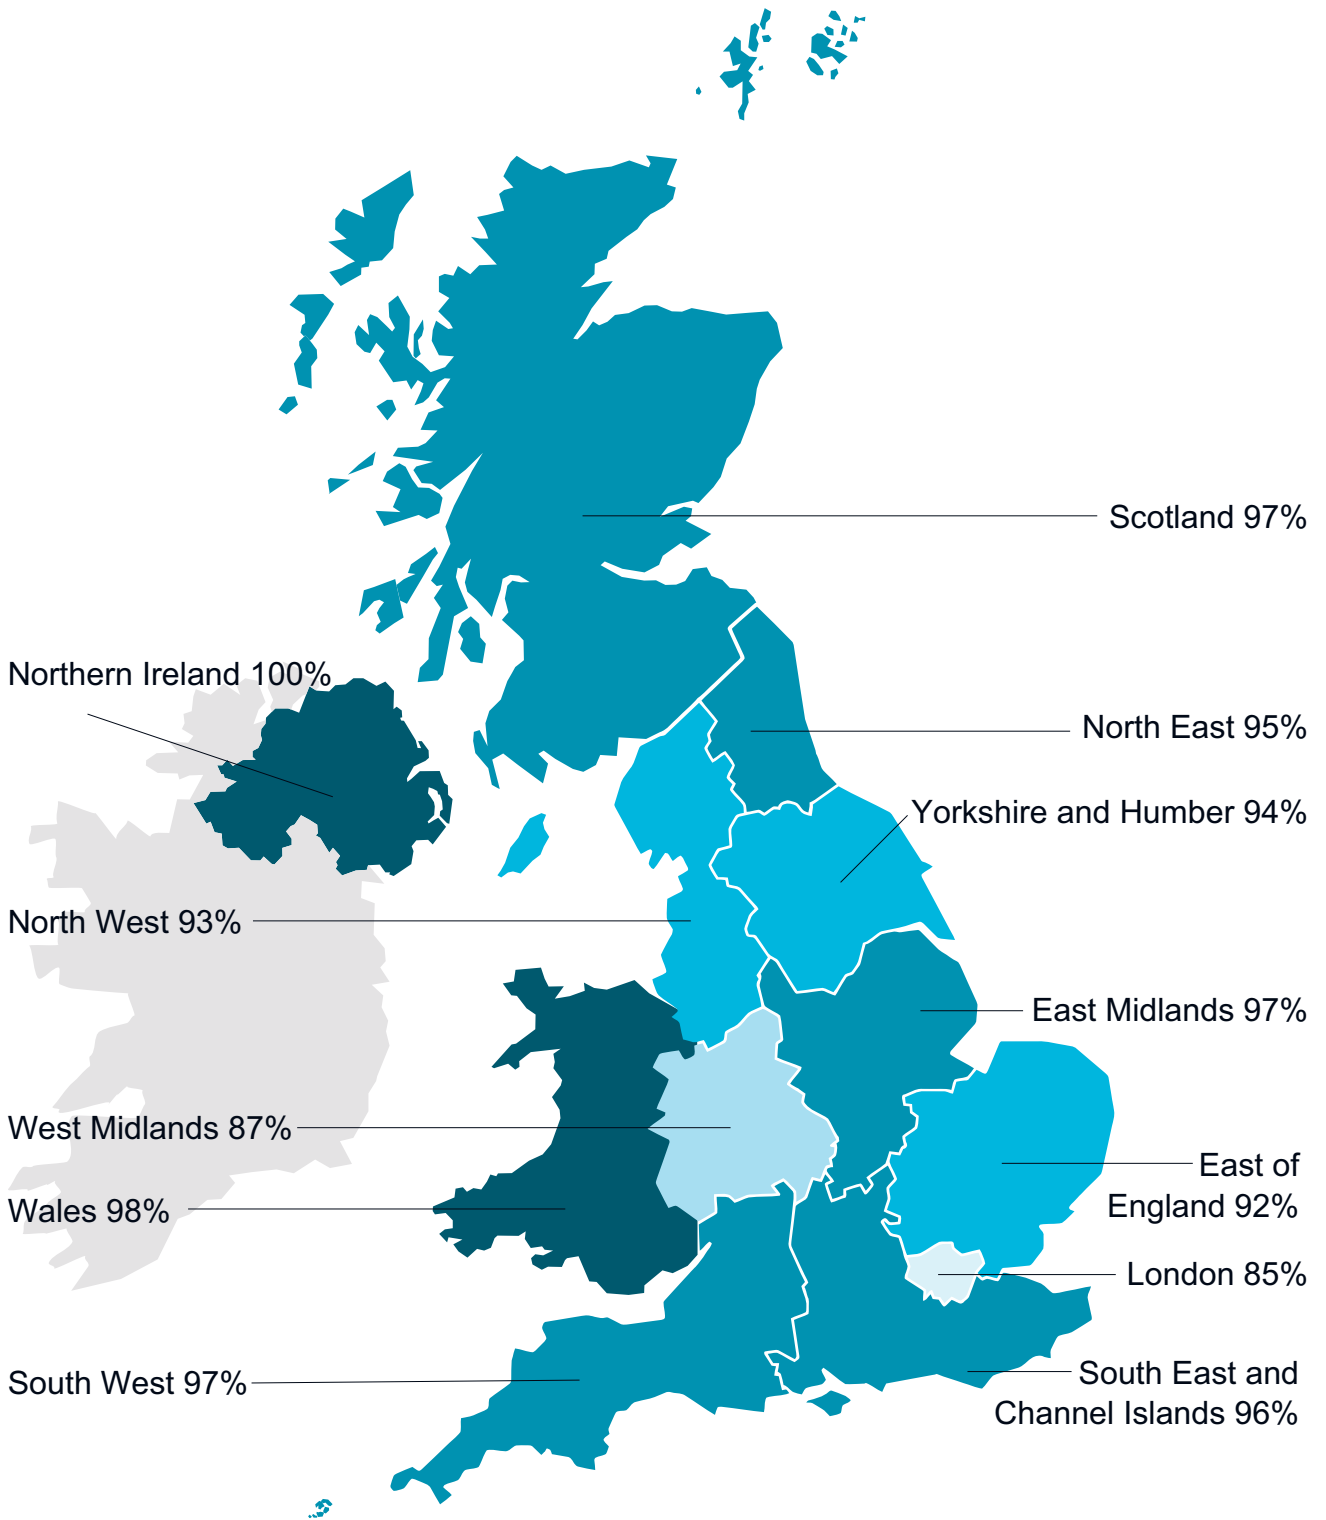 Scotland 97%
Northern Ireland 100%
North East 95%
Yorkshire and Humber 94%
North West 93%
East Midlands 97%
West Midlands 87%
East of
England 92%
Wales 98%
London 85%
South West 97%
South East and
Channel Islands 96%